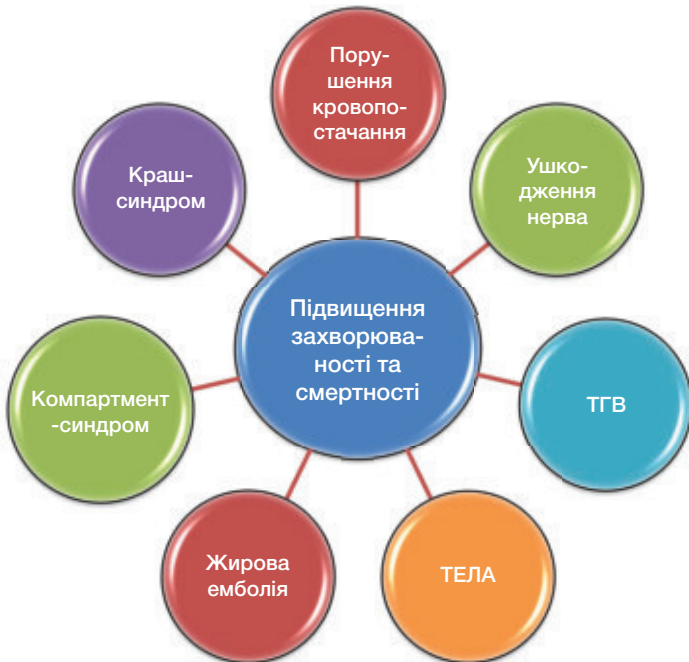 Пору-
шення
кровопо-
стачання
Ушко-
дження
нерва
ТГВ
ТЕЛА
Жирова
емболія
Компартмент
-синдром
Краш-
синдром
Підвищення
захворюва-
ності та
смертності